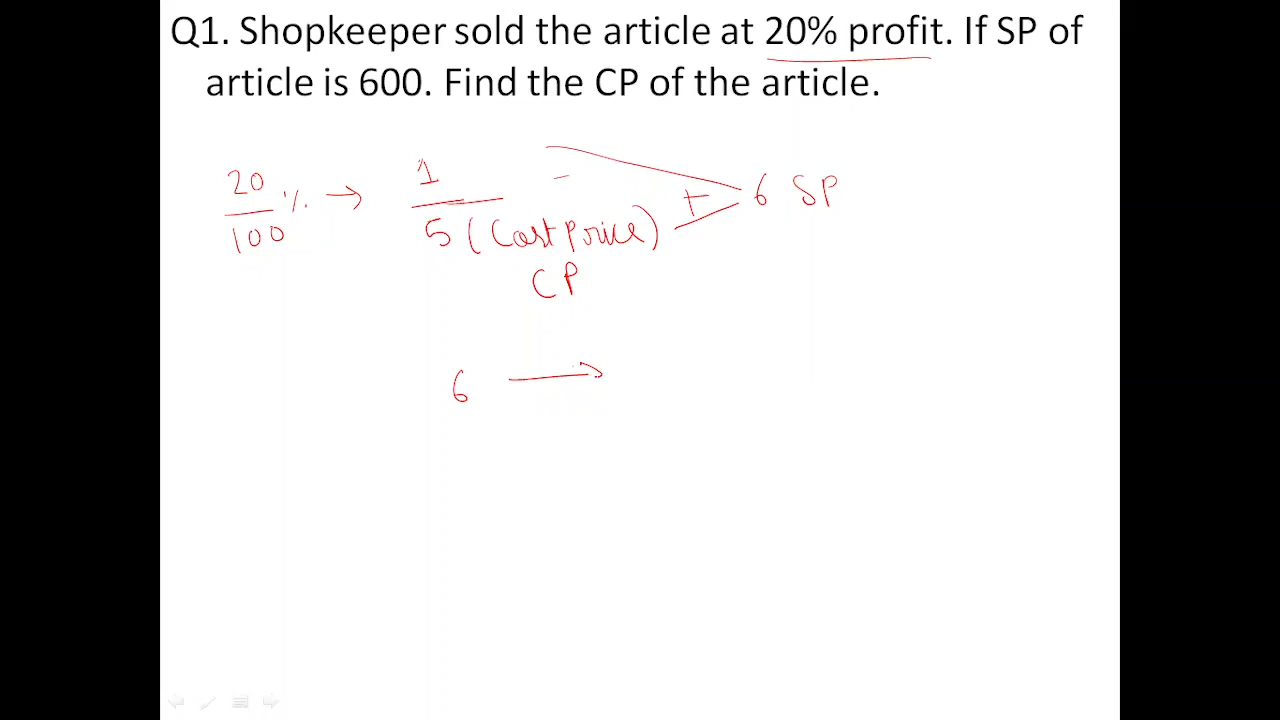 Q1. Shopkeeper sold the article at 20% profit. If SP of
article is 600. Find the CP of the article.
20/100 % → 1/5 (Cost Price) + 6 SP
CP
6 →